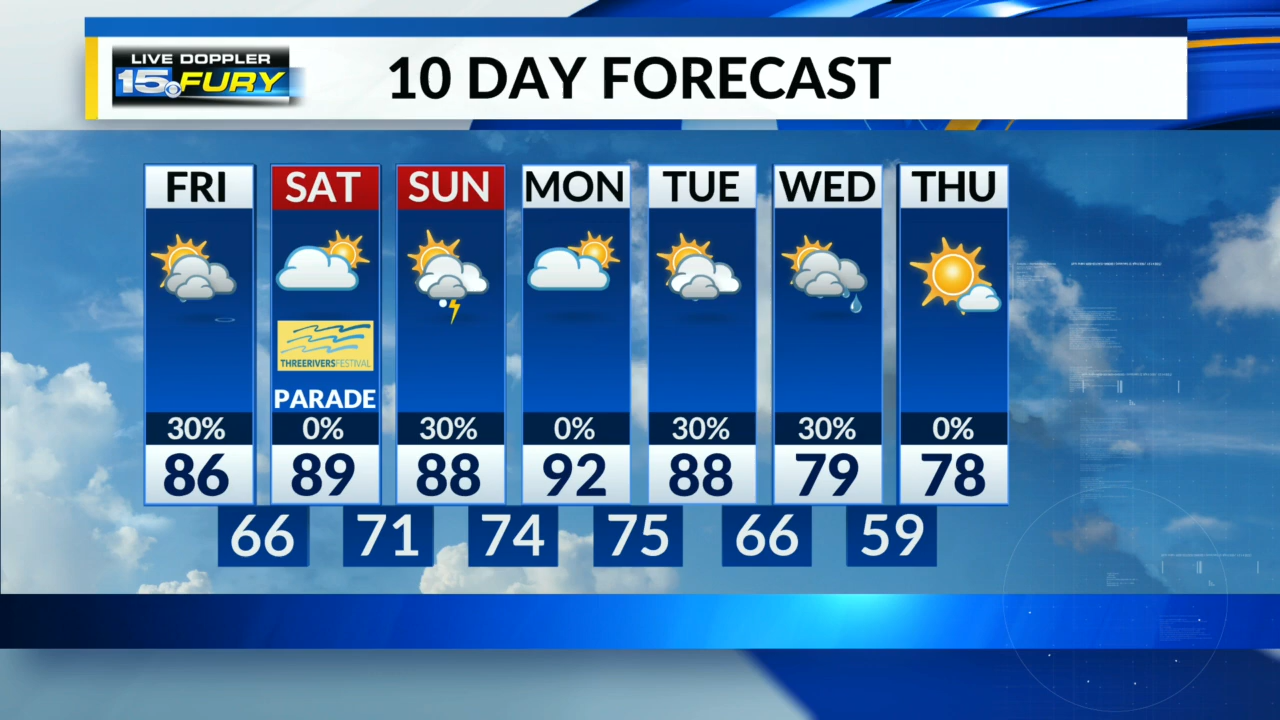 LIVE DOPPLER
15 FURY
10 DAY FORECAST
FRI SAT SUN MON TUE WED THU
THREERIVERSFESTIVAL
PARADE
30% 0% 30% 0% 30% 30% 0%
86 89 88 92 88 79 78
66 71 74 75 66 59